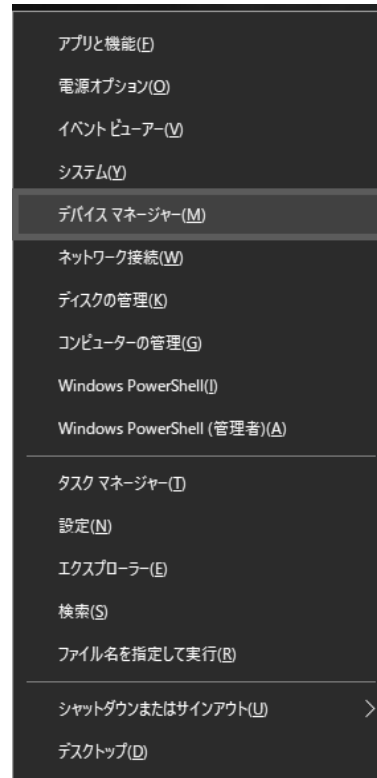 アプリと機能(F)
電源オプション(O)
イベント ビューアー(V)
システム(Y)
デバイス マネージャー(M)
ネットワーク接続(W)
ディスクの管理(K)
コンピューターの管理(G)
Windows PowerShell(I)
Windows PowerShell (管理者)(A)
タスク マネージャー(T)
設定(N)
エクスプローラー(E)
検索(S)
ファイル名を指定して実行(R)
シャットダウンまたはサインアウト(U)
デスクトップ(D)